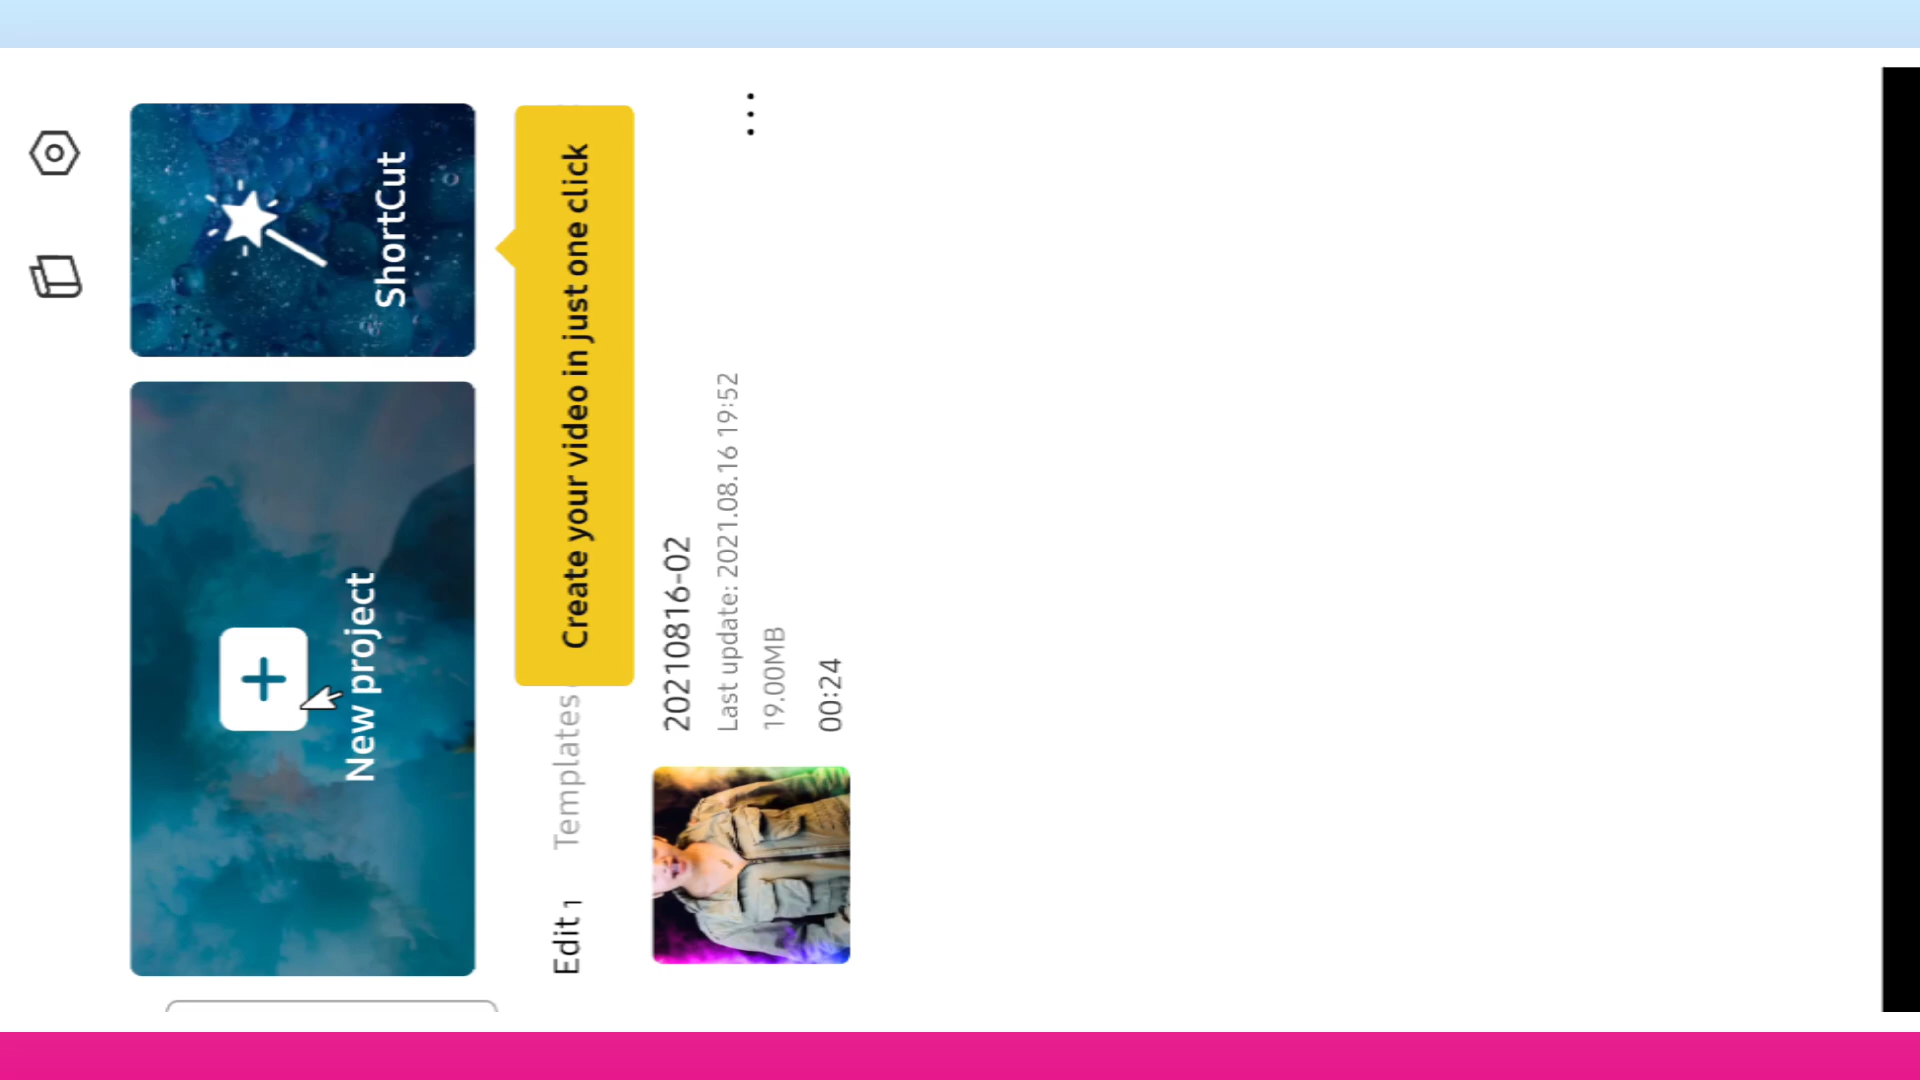 New project
ShortCut
Create your video in just one click
Edit 1
Templates
20210816-02
Last update: 2021.08.16 19:52
19.00MB
00:24